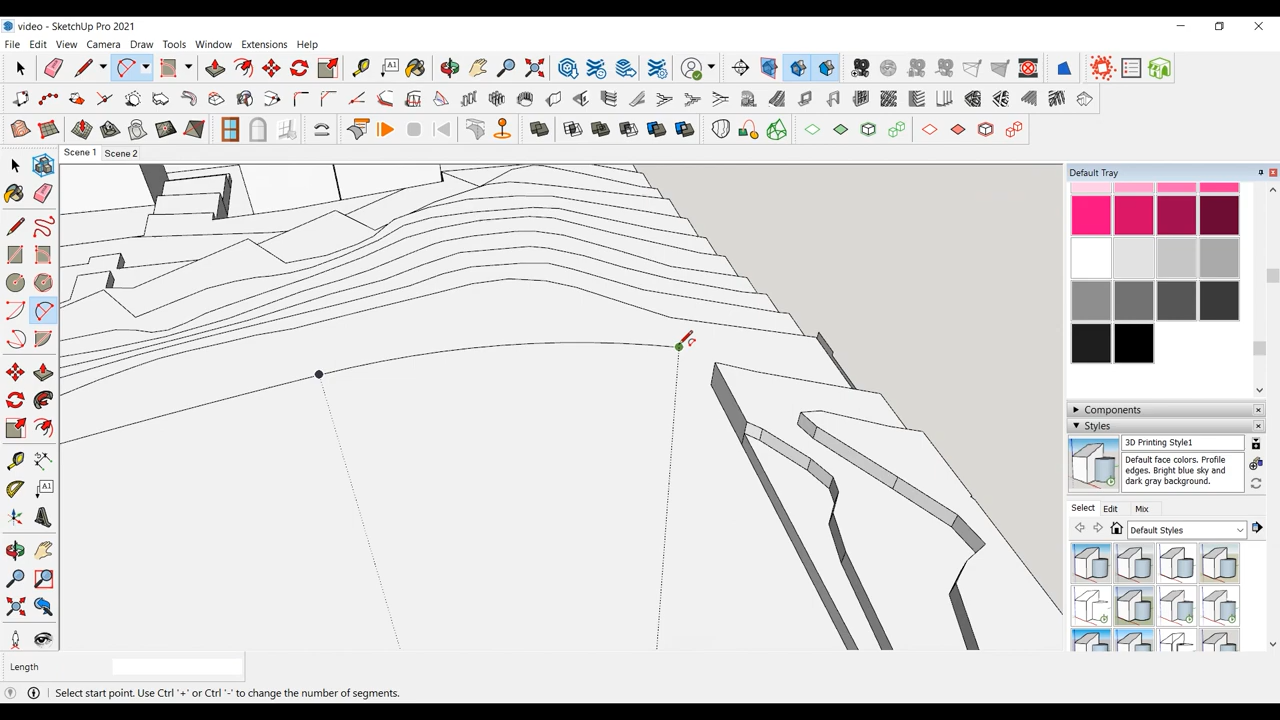 video - SketchUp Pro 2021
File Edit View Camera Draw Tools Window Extensions Help
Scene 1 Scene 2
Default Tray
Components
Styles
3D Printing Style1
Default face colors. Profile
edges. Bright blue sky and
dark gray background.
Select Edit Mix
Default Styles
Length
Select start point. Use Ctrl '+' or Ctrl '-' to change the number of segments.